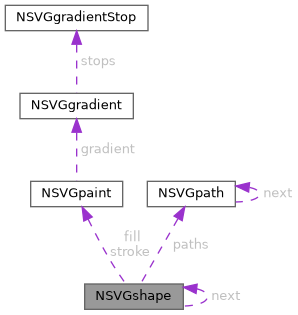 NSVGgradientStop
stops
NSVGgradient
gradient
NSVGpaint
NSVGpath
next
fill
stroke
paths
NSVGshape
next